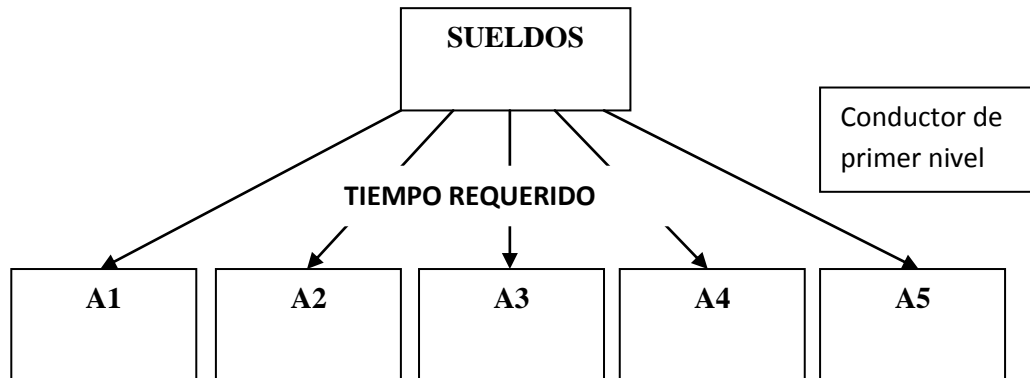 SUELDOS
Conductor de
primer nivel
TIEMPO REQUERIDO
A1
A2
A3
A4
A5